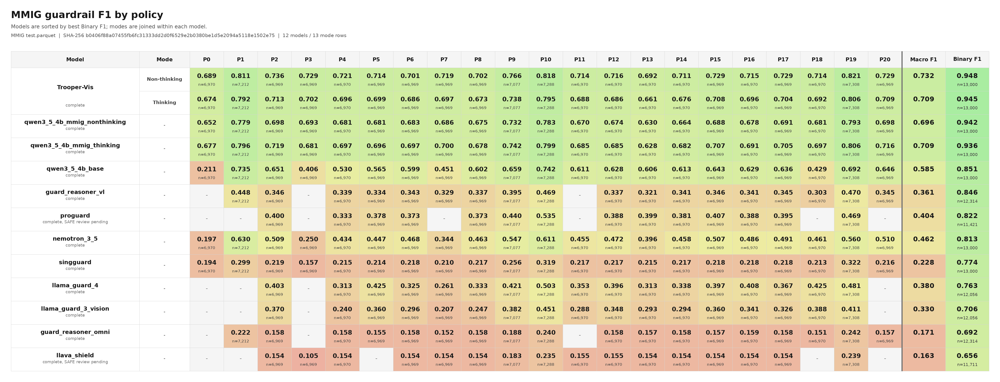 MMIG guardrail F1 by policy
Models are sorted by best Binary F1; modes are joined within each model.
MMIG test.parquet | SHA-256 b0406f88a07455fb6fc31333dd2d0f6529e2b0380be1d5e2094a5118e1502e75 | 12 models / 13 mode rows
Model Mode P0 P1 P2 P3 P4 P5 P6 P7 P8 P9 P10 P11 P12 P13 P14 P15 P16 P17 P18 P19 P20 Macro F1 Binary F1
Trooper-Vis
complete
Non-thinking 0.689 0.811 0.736 0.729 0.721 0.714 0.701 0.719 0.702 0.766 0.818 0.714 0.716 0.692 0.711 0.729 0.715 0.729 0.714 0.821 0.729 0.732 0.948
n=6,970 n=7,212 n=6,969 n=6,969 n=6,970 n=6,969 n=6,969 n=6,969 n=6,969 n=7,077 n=7,288 n=6,970 n=6,970 n=6,970 n=6,970 n=6,969 n=6,970 n=6,969 n=6,970 n=7,308 n=6,969 n=13,000
Thinking 0.674 0.792 0.713 0.702 0.696 0.699 0.686 0.697 0.673 0.738 0.795 0.688 0.686 0.661 0.676 0.708 0.696 0.704 0.692 0.806 0.709 0.709 0.945
n=6,970 n=7,212 n=6,969 n=6,969 n=6,970 n=6,969 n=6,969 n=6,969 n=6,969 n=7,077 n=7,288 n=6,970 n=6,970 n=6,970 n=6,970 n=6,969 n=6,970 n=6,969 n=6,970 n=7,308 n=6,969 n=13,000
qwen3_5_4b_mmig_nonthinking - 0.652 0.779 0.698 0.693 0.681 0.681 0.683 0.686 0.675 0.732 0.783 0.670 0.674 0.630 0.664 0.688 0.678 0.691 0.681 0.793 0.698 0.696 0.942
complete n=6,970 n=7,212 n=6,969 n=6,969 n=6,970 n=6,969 n=6,969 n=6,969 n=6,969 n=7,077 n=7,288 n=6,970 n=6,970 n=6,970 n=6,970 n=6,969 n=6,970 n=6,969 n=6,970 n=7,308 n=6,969 n=13,000
qwen3_5_4b_mmig_thinking - 0.677 0.796 0.719 0.681 0.697 0.696 0.697 0.700 0.678 0.742 0.799 0.685 0.685 0.628 0.682 0.707 0.691 0.705 0.697 0.806 0.716 0.709 0.936
complete n=6,970 n=7,212 n=6,969 n=6,969 n=6,970 n=6,969 n=6,969 n=6,969 n=6,969 n=7,077 n=7,288 n=6,970 n=6,970 n=6,970 n=6,970 n=6,969 n=6,970 n=6,969 n=6,970 n=7,308 n=6,969 n=13,000
qwen3_5_4b_base - 0.211 0.735 0.651 0.406 0.530 0.565 0.599 0.451 0.602 0.659 0.742 0.611 0.628 0.606 0.613 0.643 0.629 0.636 0.429 0.692 0.646 0.585 0.851
complete n=6,970 n=7,212 n=6,969 n=6,969 n=6,970 n=6,969 n=6,969 n=6,969 n=6,969 n=7,077 n=7,288 n=6,970 n=6,970 n=6,970 n=6,970 n=6,969 n=6,970 n=6,969 n=6,970 n=7,308 n=6,969 n=13,000
guard_reasoner_vl - - 0.448 0.346 - 0.339 0.334 0.343 0.329 0.337 0.395 0.469 - 0.337 0.321 0.341 0.346 0.341 0.345 0.303 0.470 0.345 0.361 0.846
complete n=7,212 n=6,969 n=6,970 n=6,969 n=6,969 n=6,969 n=6,969 n=7,077 n=7,288 n=6,970 n=6,970 n=6,970 n=6,969 n=6,970 n=6,969 n=6,970 n=7,308 n=6,969 n=12,314
proguard - - - 0.400 - 0.333 0.378 0.373 - 0.373 0.440 0.535 - 0.388 0.399 0.381 0.407 0.388 0.395 - 0.469 - 0.404 0.822
complete, SAFE review pending n=6,969 n=6,970 n=6,969 n=6,969 n=6,969 n=7,077 n=7,288 n=6,970 n=6,970 n=6,970 n=6,969 n=6,970 n=6,969 n=7,308 n=11,421
nemotron_3_5 - 0.197 0.630 0.509 0.250 0.434 0.447 0.468 0.344 0.463 0.547 0.611 0.455 0.472 0.396 0.458 0.507 0.486 0.491 0.461 0.560 0.510 0.462 0.813
complete n=6,970 n=7,212 n=6,969 n=6,969 n=6,970 n=6,969 n=6,969 n=6,969 n=6,969 n=7,077 n=7,288 n=6,970 n=6,970 n=6,970 n=6,970 n=6,969 n=6,970 n=6,969 n=6,970 n=7,308 n=6,969 n=13,000
singguard - 0.194 0.299 0.219 0.157 0.215 0.214 0.218 0.210 0.217 0.256 0.319 0.217 0.217 0.215 0.217 0.218 0.218 0.218 0.213 0.322 0.216 0.228 0.774
complete n=6,970 n=7,212 n=6,969 n=6,969 n=6,970 n=6,969 n=6,969 n=6,969 n=6,969 n=7,077 n=7,288 n=6,970 n=6,970 n=6,970 n=6,970 n=6,969 n=6,970 n=6,969 n=6,970 n=7,308 n=6,969 n=13,000
llama_guard_4 - - - 0.403 - 0.313 0.425 0.325 0.261 0.333 0.421 0.503 0.353 0.396 0.313 0.338 0.397 0.408 0.367 0.425 0.481 - 0.380 0.763
complete n=6,969 n=6,970 n=6,969 n=6,969 n=6,969 n=6,969 n=7,077 n=7,288 n=6,970 n=6,970 n=6,970 n=6,970 n=6,969 n=6,970 n=6,969 n=6,970 n=7,308 n=12,056
llama_guard_3_vision - - - 0.370 - 0.240 0.360 0.296 0.207 0.247 0.382 0.451 0.288 0.348 0.293 0.294 0.360 0.341 0.326 0.388 0.411 - 0.330 0.706
complete n=6,969 n=6,970 n=6,969 n=6,969 n=6,969 n=6,969 n=7,077 n=7,288 n=6,970 n=6,970 n=6,970 n=6,970 n=6,969 n=6,970 n=6,969 n=6,970 n=7,308 n=12,056
guard_reasoner_omni - - 0.222 0.158 - 0.158 0.155 0.158 0.152 0.158 0.188 0.240 - 0.158 0.157 0.158 0.157 0.159 0.158 0.151 0.242 0.157 0.171 0.692
complete n=7,212 n=6,969 n=6,970 n=6,969 n=6,969 n=6,969 n=6,969 n=7,077 n=7,288 n=6,970 n=6,970 n=6,970 n=6,969 n=6,970 n=6,969 n=6,970 n=7,308 n=6,969 n=12,314
llava_shield - - - 0.154 0.105 0.154 - 0.154 0.154 0.154 0.183 0.235 0.155 0.155 0.154 0.154 0.154 0.154 0.154 - 0.239 - 0.163 0.656
complete, SAFE review pending n=6,969 n=6,969 n=6,970 n=6,969 n=6,969 n=6,969 n=7,077 n=7,288 n=6,970 n=6,970 n=6,970 n=6,970 n=6,969 n=6,970 n=6,969 n=7,308 n=11,711